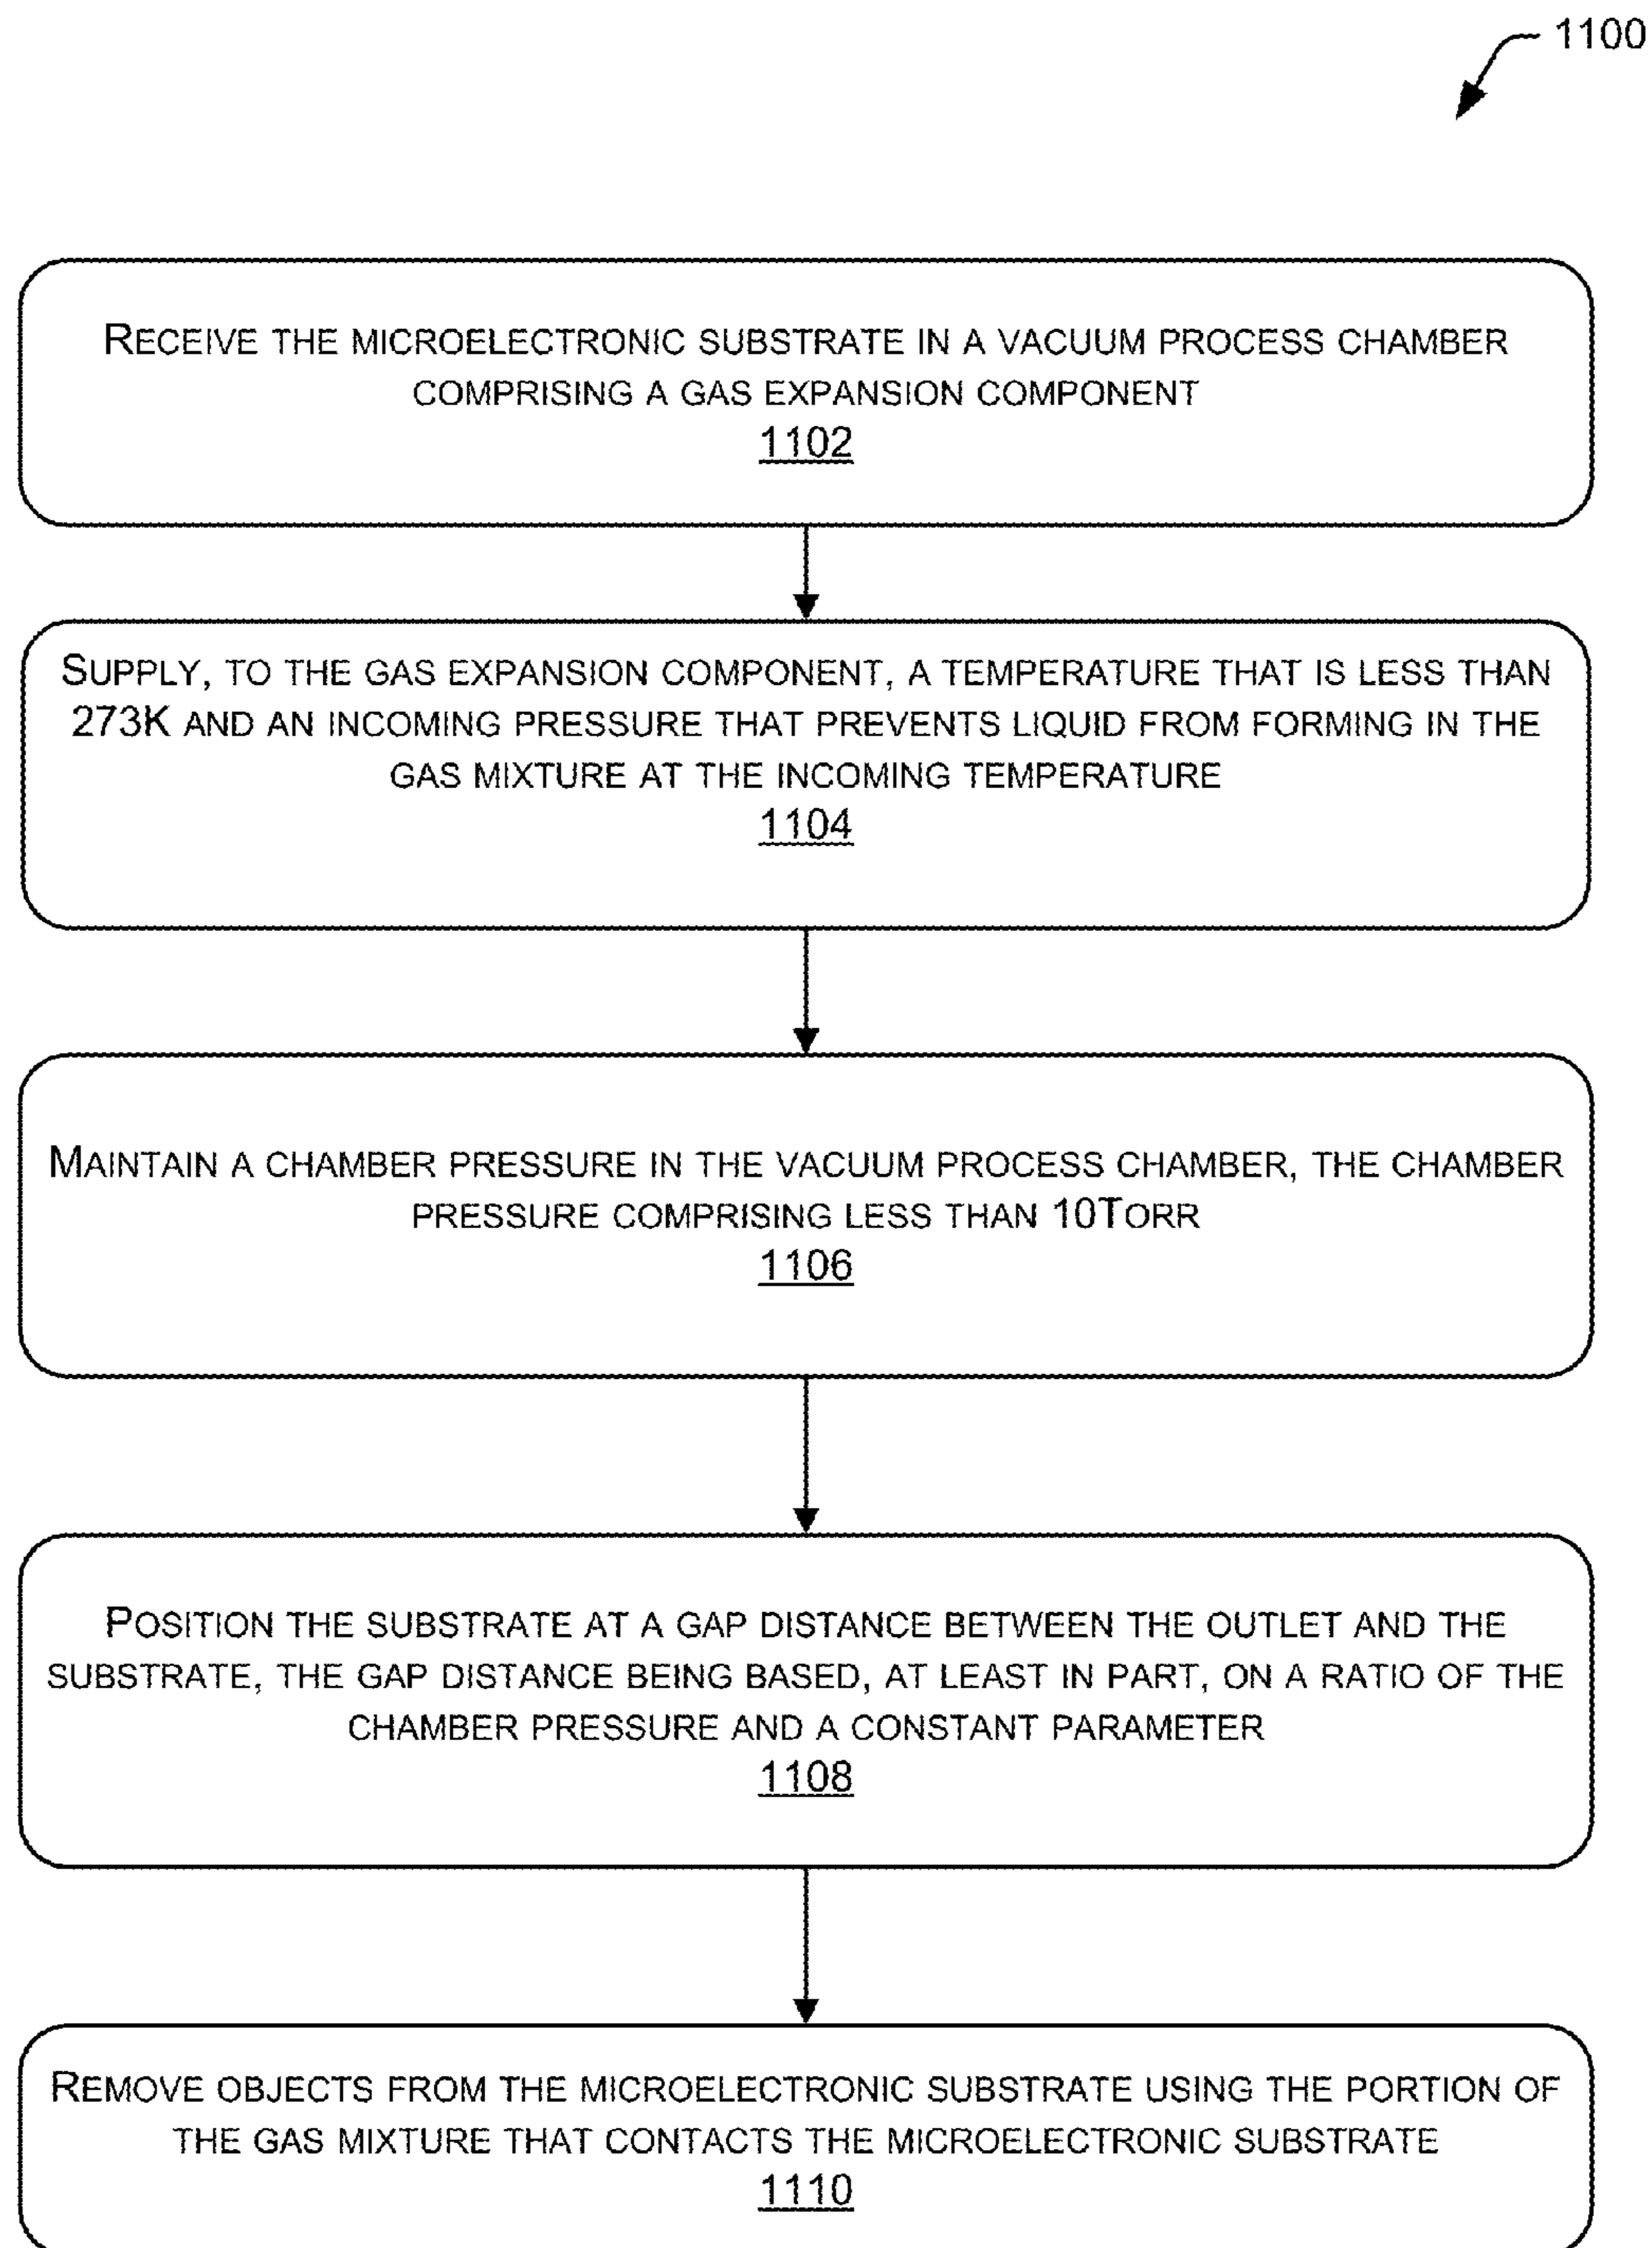 1100
RECEIVE THE MICROELECTRONIC SUBSTRATE IN A VACUUM PROCESS CHAMBER
COMPRISING A GAS EXPANSION COMPONENT
1102
SUPPLY, TO THE GAS EXPANSION COMPONENT, A TEMPERATURE THAT IS LESS THAN
273K AND AN INCOMING PRESSURE THAT PREVENTS LIQUID FROM FORMING IN THE
GAS MIXTURE AT THE INCOMING TEMPERATURE
1104
MAINTAIN A CHAMBER PRESSURE IN THE VACUUM PROCESS CHAMBER, THE CHAMBER
PRESSURE COMPRISING LESS THAN 10TORR
1106
POSITION THE SUBSTRATE AT A GAP DISTANCE BETWEEN THE OUTLET AND THE
SUBSTRATE, THE GAP DISTANCE BEING BASED, AT LEAST IN PART, ON A RATIO OF THE
CHAMBER PRESSURE AND A CONSTANT PARAMETER
1108
REMOVE OBJECTS FROM THE MICROELECTRONIC SUBSTRATE USING THE PORTION OF
THE GAS MIXTURE THAT CONTACTS THE MICROELECTRONIC SUBSTRATE
1110